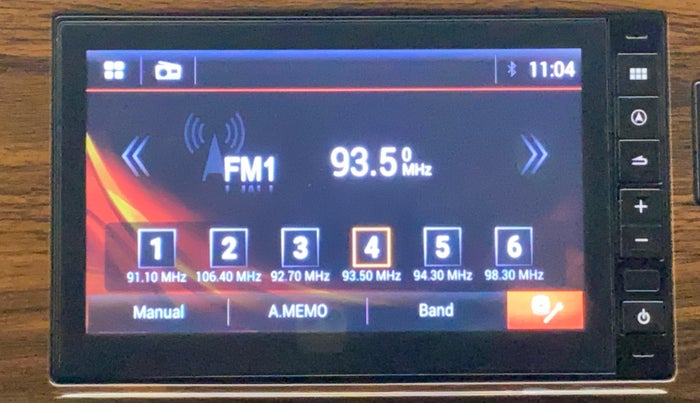 11:04
FM1
93.50 MHz
1 2 3 4 5 6
91.10 MHz 106.40 MHz 92.70 MHz 93.50 MHz 94.30 MHz 98.30 MHz
Manual A.MEMO Band
+
−